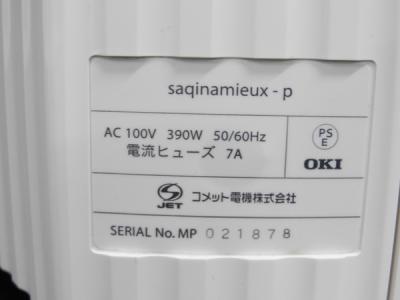 saqinamieux - p
AC 100V 390W 50/60Hz
電流ヒューズ 7A
PS
E
OKI
S
JET
コメット電機株式会社
SERIAL No. MP 021878